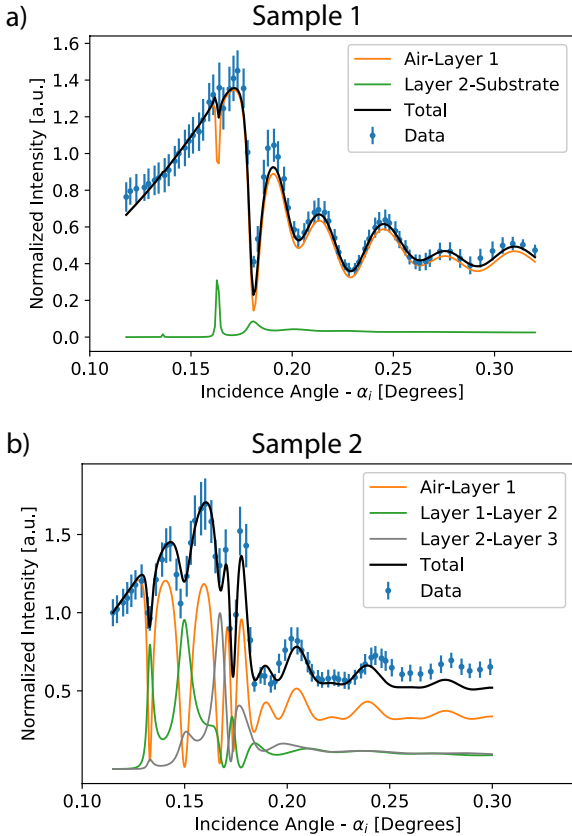 Sample 1
a)
1.6
1.4
1.2
1.0
0.8
0.6
0.4
0.2
0.0
Normalized Intensity [a.u.]
Air-Layer 1
Layer 2-Substrate
Total
Data
0.10 0.15 0.20 0.25 0.30
Incidence Angle - αᵢ [Degrees]
Sample 2
b)
1.5
1.0
0.5
Normalized Intensity [a.u.]
Air-Layer 1
Layer 1-Layer 2
Layer 2-Layer 3
Total
Data
0.10 0.15 0.20 0.25 0.30
Incidence Angle - αᵢ [Degrees]